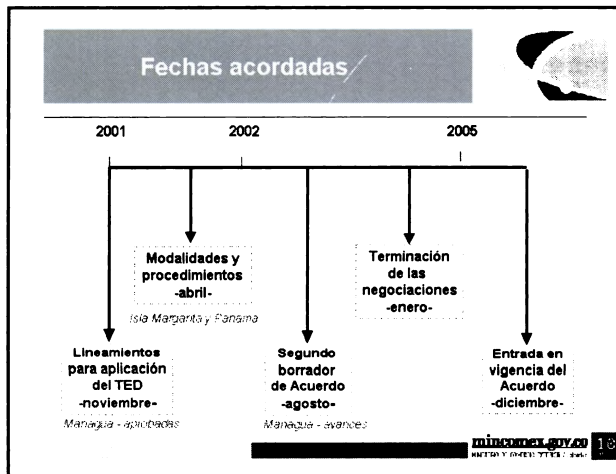 Fechas acordadas
2001 2002 2005
Modalidades y
procedimientos
-abril-
Isla Margarita y Panama
Terminación
de las
negociaciones
-enero-
Lineamientos
para aplicación
del TED
-noviembre-
Managua - aprobadas
Segundo
borrador
de Acuerdo
-agosto-
Managua - avances
Entrada en
vigencia del
Acuerdo
-diciembre-
mincomex.gov.co